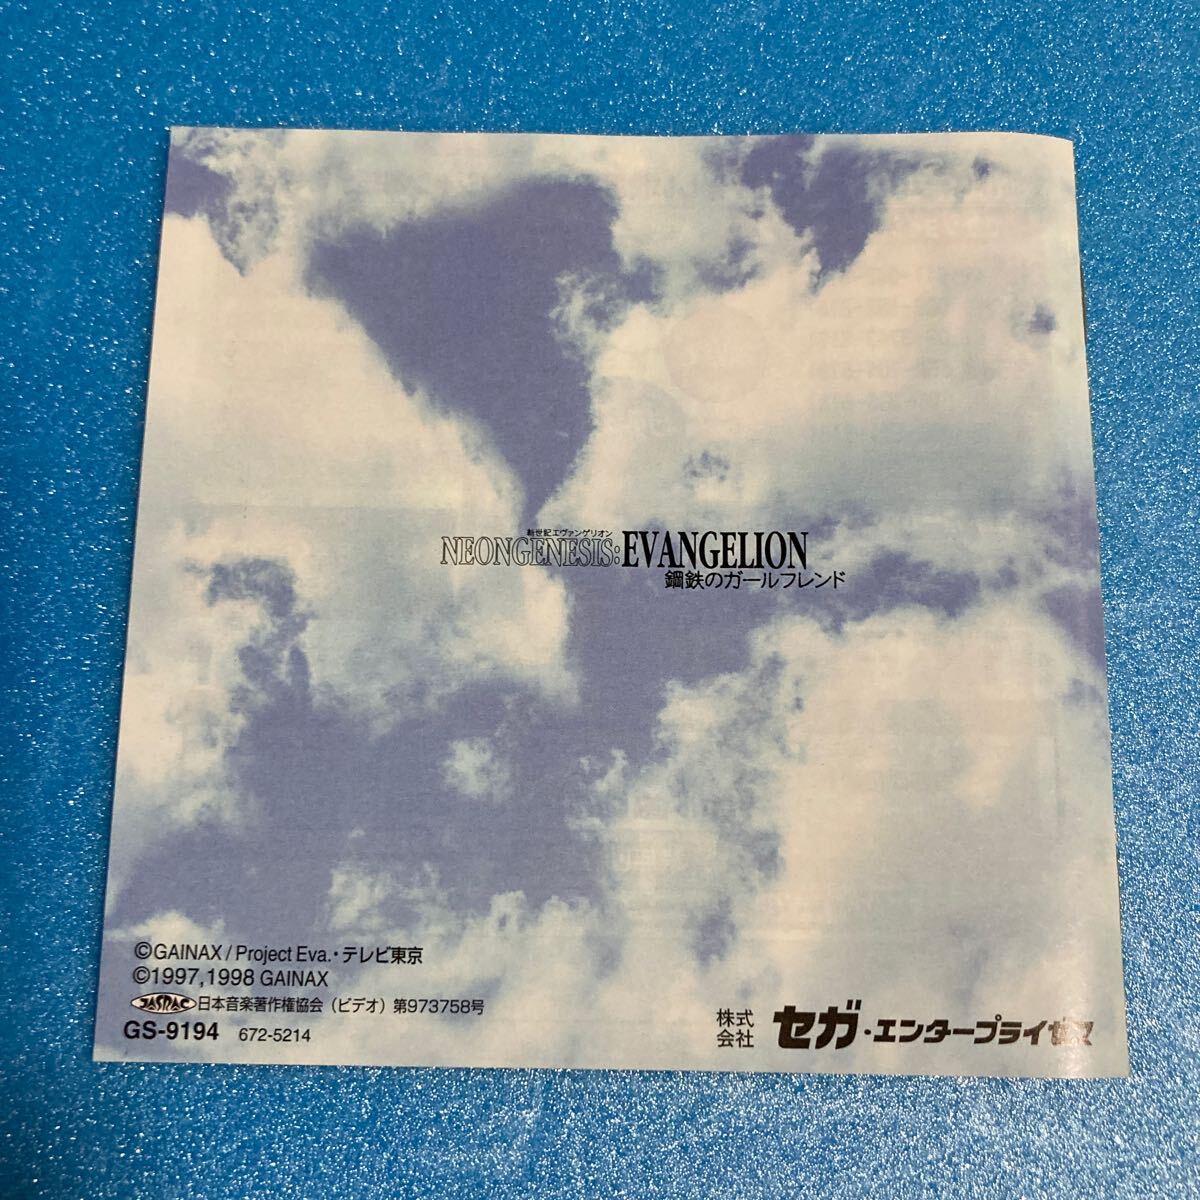 新世紀エヴァンゲリオン
NEONGENESIS:EVANGELION
鋼鉄のガールフレンド
©GAINAX / Project Eva.・テレビ東京
©1997,1998 GAINAX
JASRAC 日本音楽著作権協会（ビデオ）第973758号
GS-9194 672-5214
株式会社 セガ・エンタープライゼス